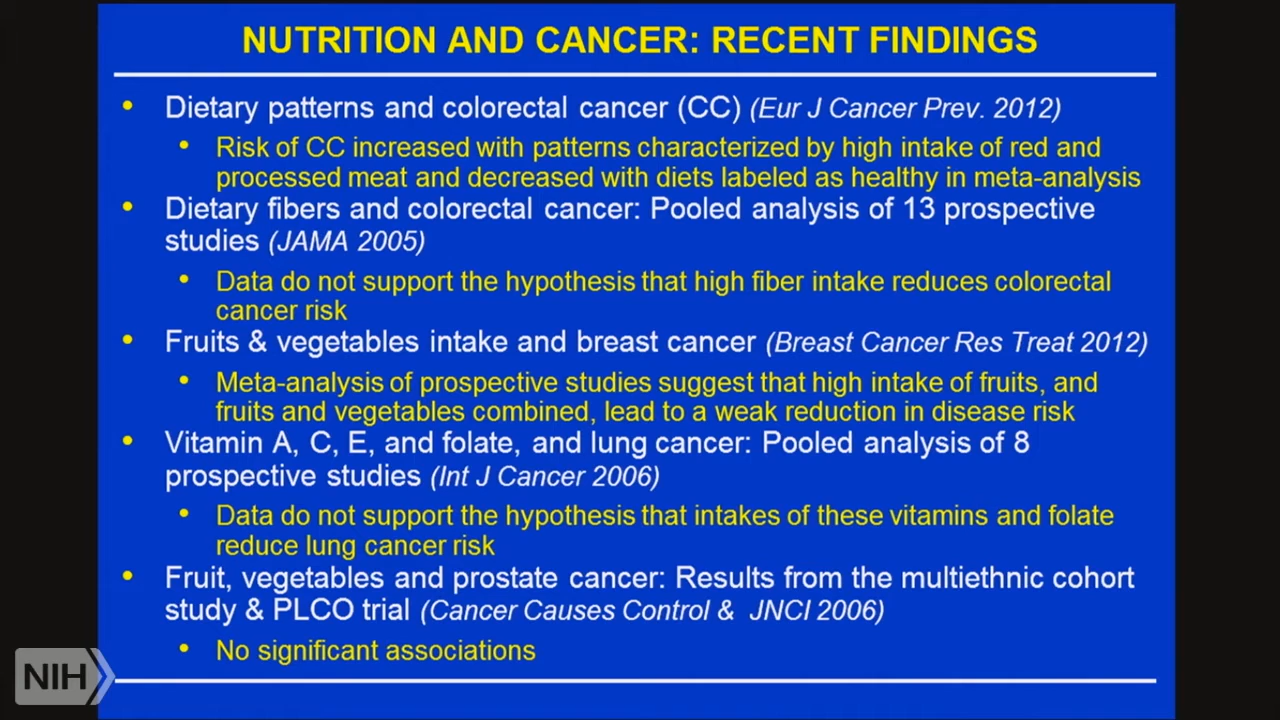 NUTRITION AND CANCER: RECENT FINDINGS
• Dietary patterns and colorectal cancer (CC) (Eur J Cancer Prev. 2012)
• Risk of CC increased with patterns characterized by high intake of red and
processed meat and decreased with diets labeled as healthy in meta-analysis
• Dietary fibers and colorectal cancer: Pooled analysis of 13 prospective
studies (JAMA 2005)
• Data do not support the hypothesis that high fiber intake reduces colorectal
cancer risk
• Fruits & vegetables intake and breast cancer (Breast Cancer Res Treat 2012)
• Meta-analysis of prospective studies suggest that high intake of fruits, and
fruits and vegetables combined, lead to a weak reduction in disease risk
• Vitamin A, C, E, and folate, and lung cancer: Pooled analysis of 8
prospective studies (Int J Cancer 2006)
• Data do not support the hypothesis that intakes of these vitamins and folate
reduce lung cancer risk
• Fruit, vegetables and prostate cancer: Results from the multiethnic cohort
study & PLCO trial (Cancer Causes Control & JNCI 2006)
• No significant associations
NIH